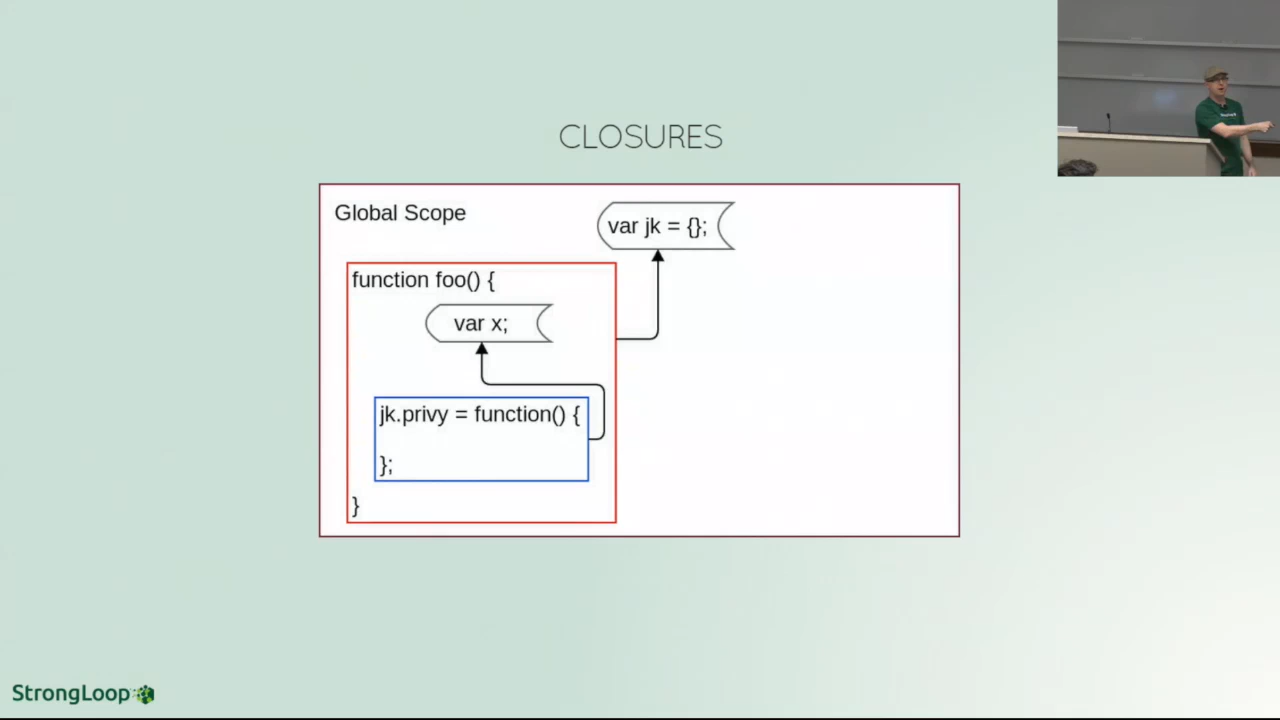 CLOSURES
Global Scope
var jk = {};
function foo() {
var x;
jk.privy = function() {
};
}
StrongLoop